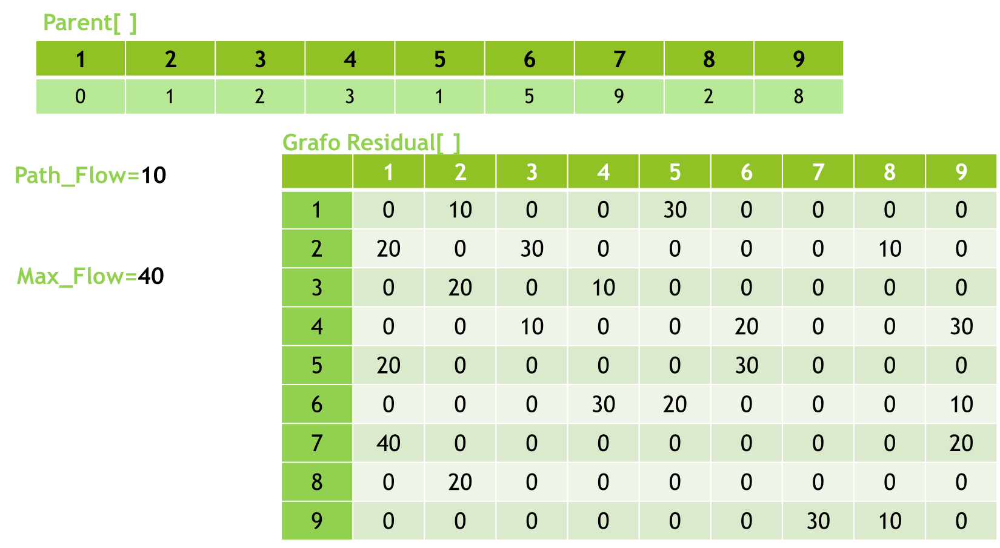 Parent[ ]
1 2 3 4 5 6 7 8 9
0 1 2 3 1 5 9 2 8
Grafo Residual[ ]
Path_Flow=10
Max_Flow=40
1 2 3 4 5 6 7 8 9
1 0 10 0 0 30 0 0 0 0
2 20 0 30 0 0 0 0 10 0
3 0 20 0 10 0 0 0 0 0
4 0 0 10 0 0 20 0 0 30
5 20 0 0 0 0 30 0 0 0
6 0 0 0 30 20 0 0 0 10
7 40 0 0 0 0 0 0 0 20
8 0 20 0 0 0 0 0 0 0
9 0 0 0 0 0 0 30 10 0